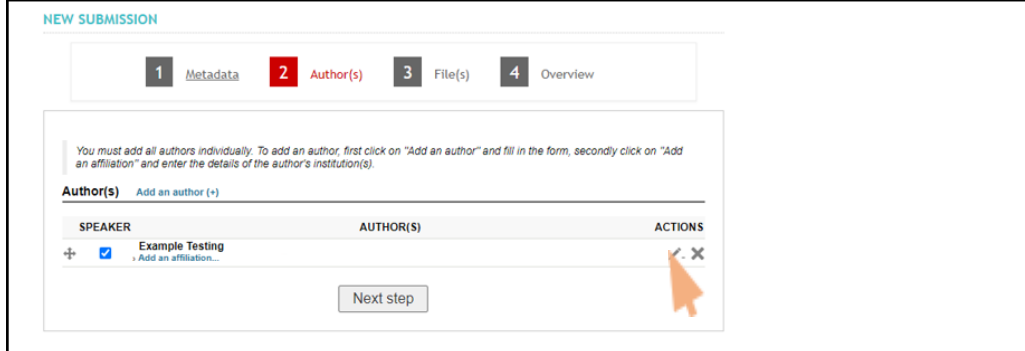 NEW SUBMISSION
1 Metadata 2 Author(s) 3 File(s) 4 Overview
You must add all authors individually. To add an author, first click on "Add an author" and fill in the form, secondly click on "Add
an affiliation" and enter the details of the author's institution(s).
Author(s) Add an author (+)
SPEAKER AUTHOR(S) ACTIONS
Example Testing
› Add an affiliation...
Next step